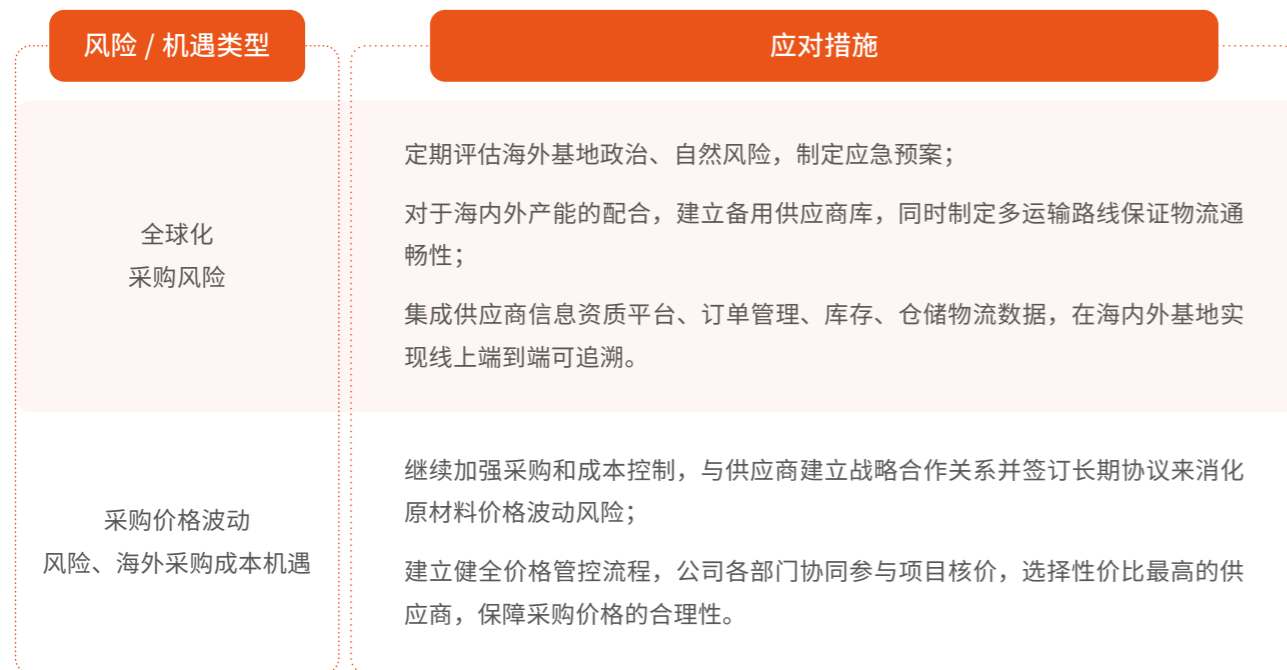 风险 / 机遇类型
应对措施
全球化
采购风险
定期评估海外基地政治、自然风险，制定应急预案；
对于海内外产能的配合，建立备用供应商库，同时制定多运输路线保证物流通
畅性；
集成供应商信息资质平台、订单管理、库存、仓储物流数据，在海内外基地实
现线上端到端可追溯。
采购价格波动
风险、海外采购成本机遇
继续加强采购和成本控制，与供应商建立战略合作关系并签订长期协议来消化
原材料价格波动风险；
建立健全价格管控流程，公司各部门协同参与项目核价，选择性价比最高的供
应商，保障采购价格的合理性。